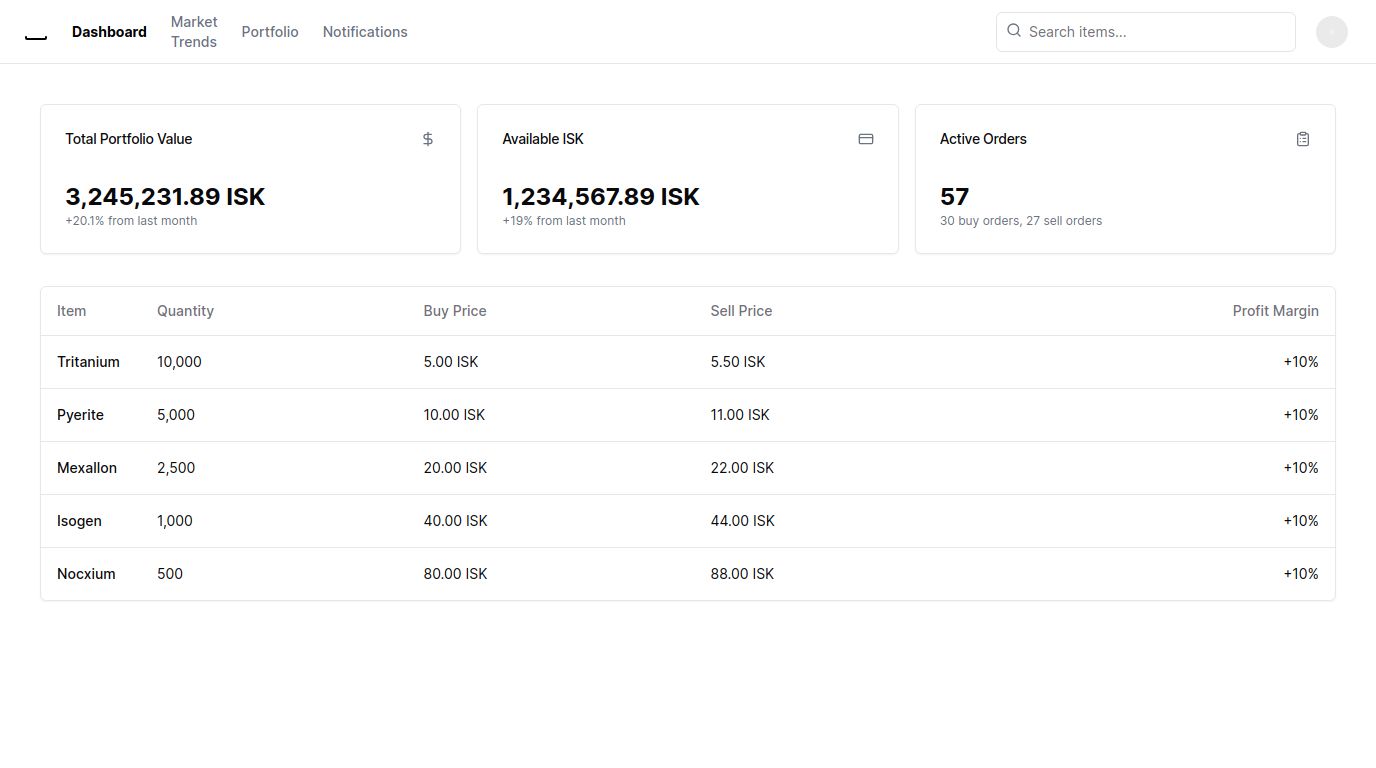 Dashboard
Market
Trends
Portfolio
Notifications
Search items...
Total Portfolio Value
3,245,231.89 ISK
+20.1% from last month
Available ISK
1,234,567.89 ISK
+19% from last month
Active Orders
57
30 buy orders, 27 sell orders
Item Quantity Buy Price Sell Price Profit Margin
Tritanium 10,000 5.00 ISK 5.50 ISK +10%
Pyerite 5,000 10.00 ISK 11.00 ISK +10%
Mexallon 2,500 20.00 ISK 22.00 ISK +10%
Isogen 1,000 40.00 ISK 44.00 ISK +10%
Nocxium 500 80.00 ISK 88.00 ISK +10%